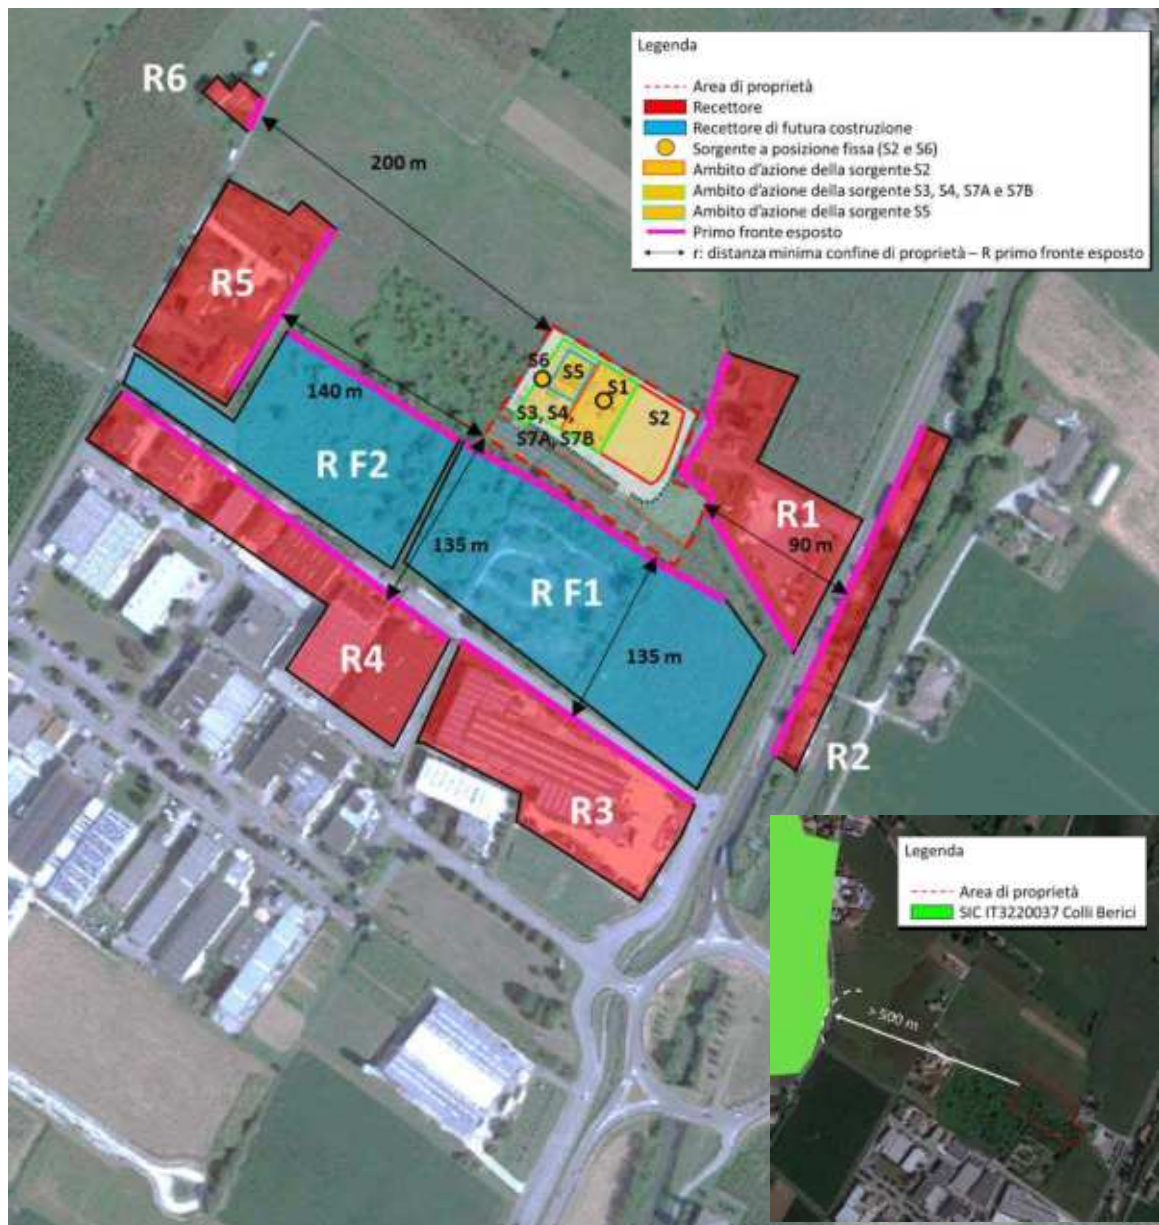 Legenda
Area di proprietà
Recettore
Recettore di futura costruzione
Sorgente a posizione fissa (S2 e S6)
Ambito d'azione della sorgente S2
Ambito d'azione della sorgente S3, S4, S7A e S7B
Ambito d'azione della sorgente S5
Primo fronte esposto
r: distanza minima confine di proprietà – R primo fronte esposto
R6
200 m
R5
S6
S5
S1
S2
S3, S4,
S7A, S7B
140 m
R F2
R1
90 m
135 m
R F1
R4
135 m
R2
R3
Legenda
Area di proprietà
SIC IT3220037 Colli Berici
> 500 m